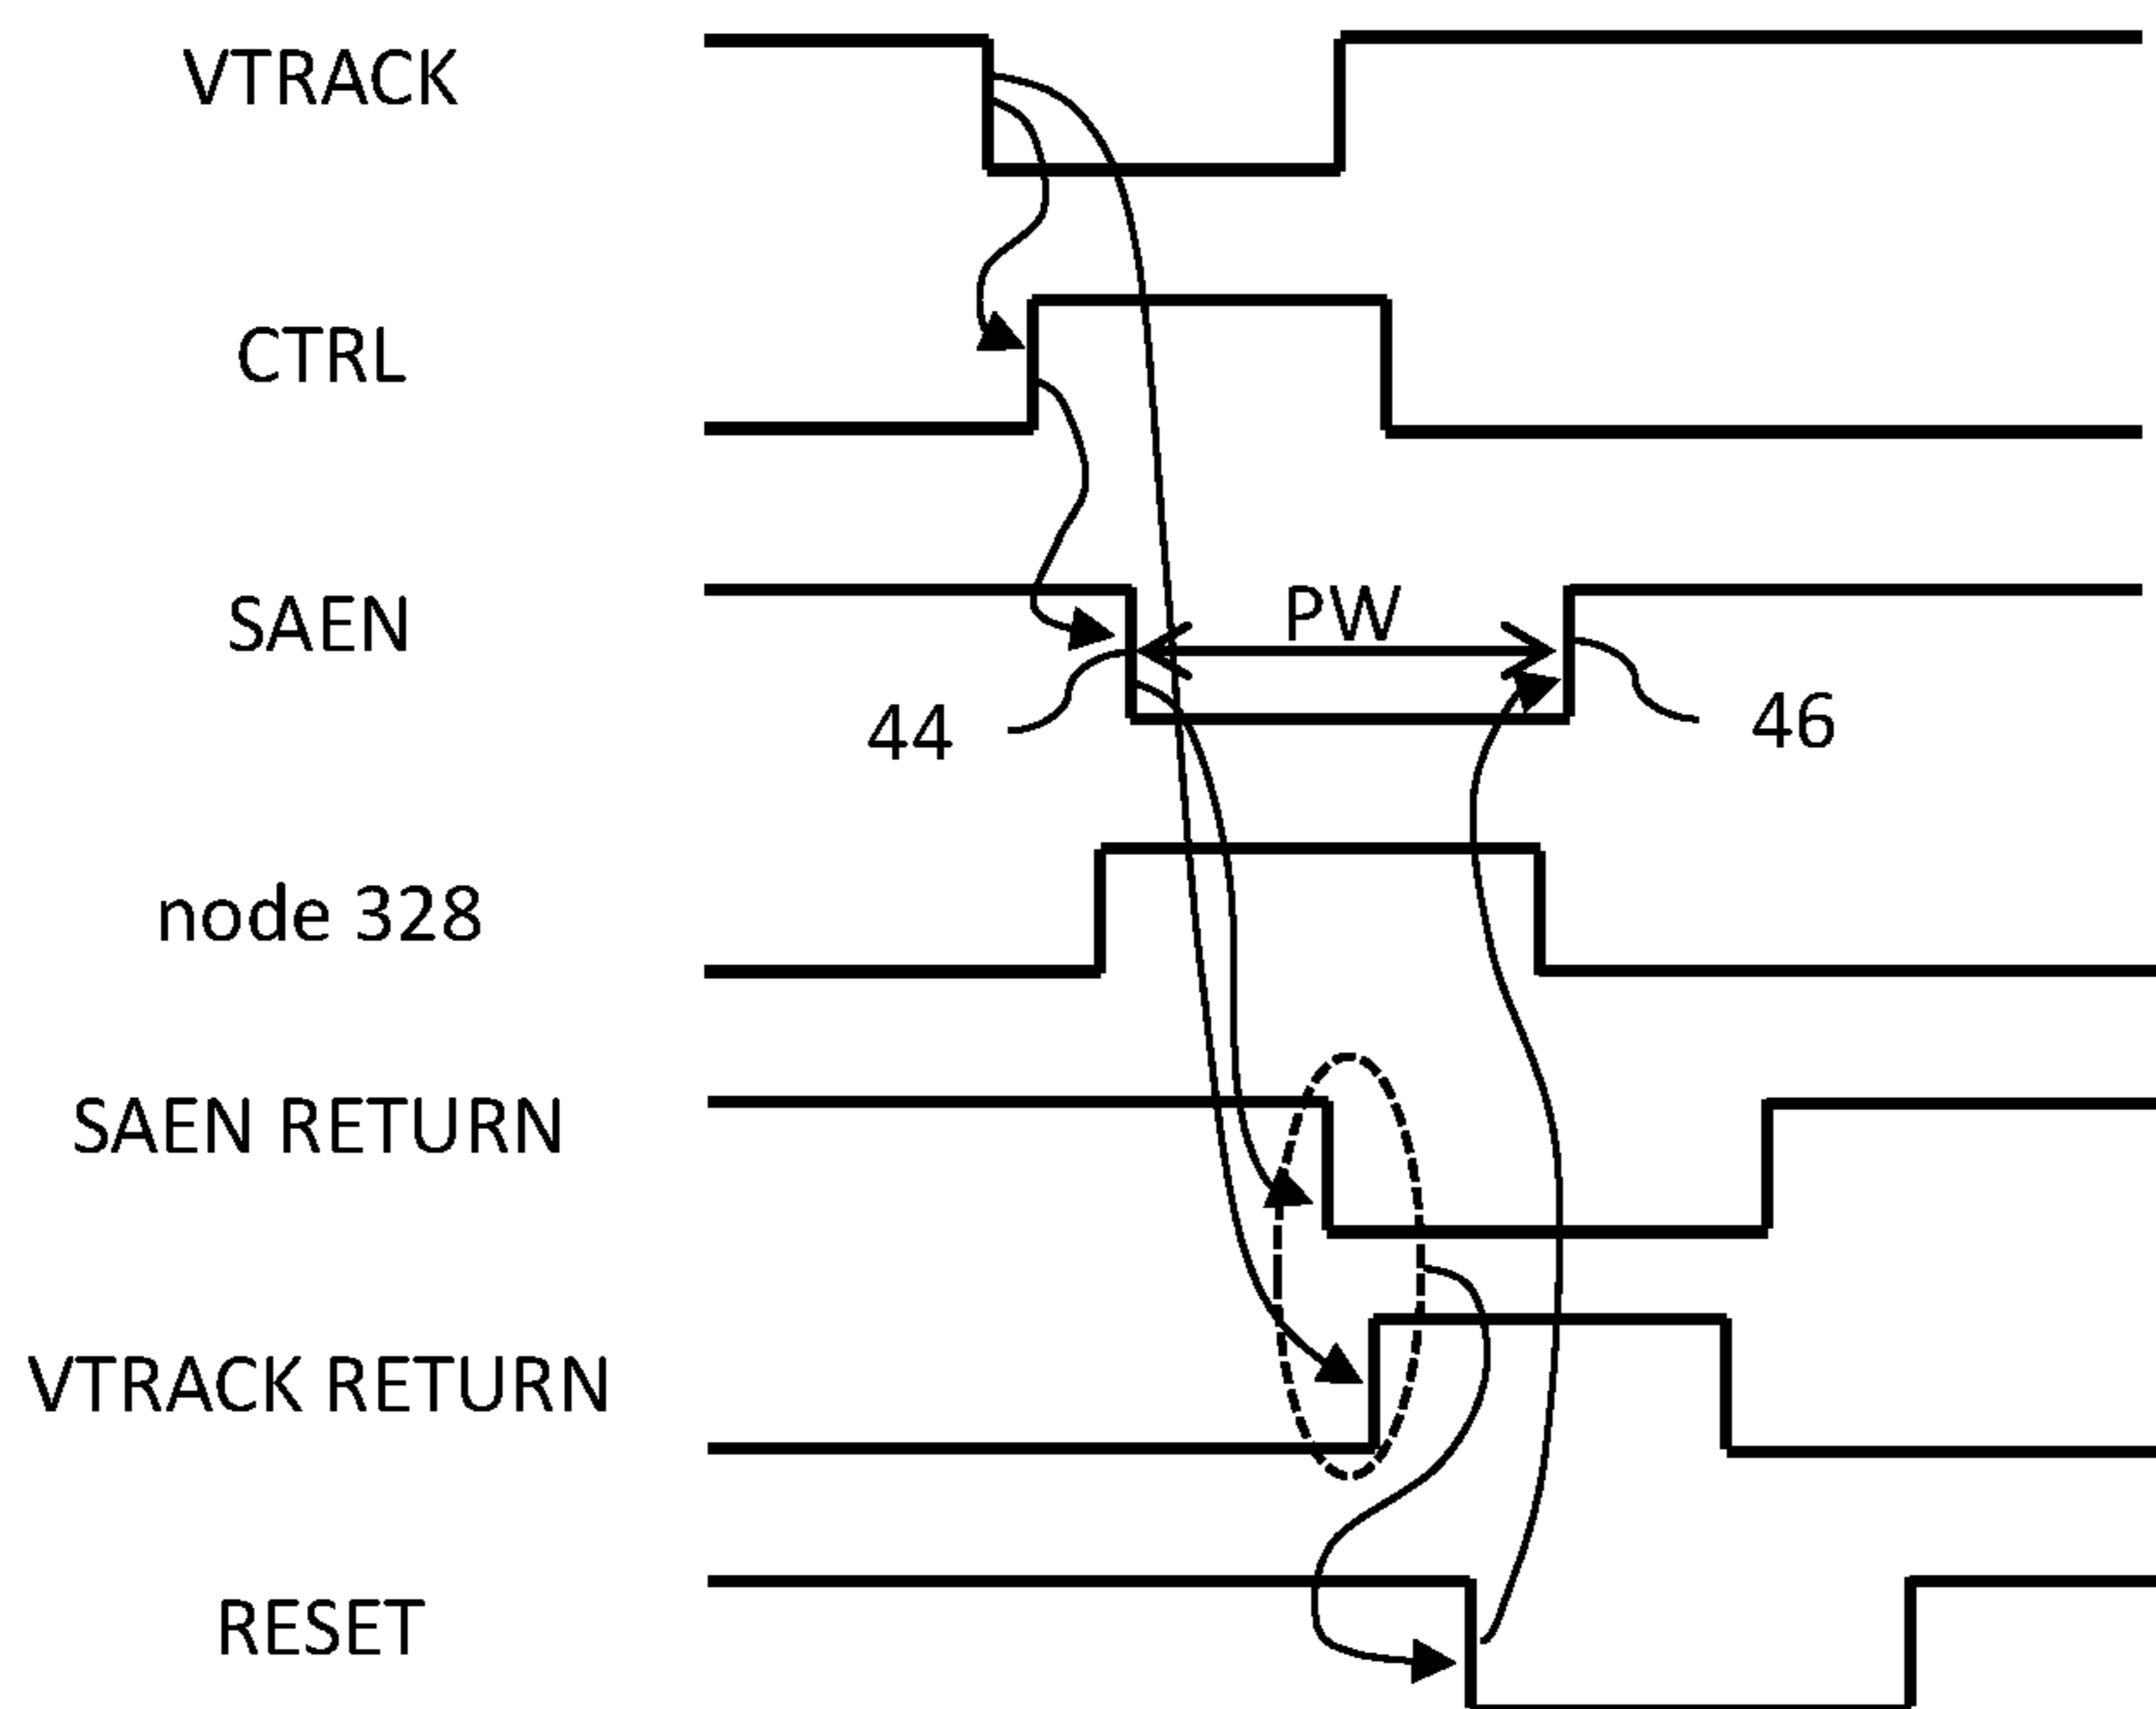 VTRACK
CTRL
SAEN
PW
44
46
node 328
SAEN RETURN
VTRACK RETURN
RESET